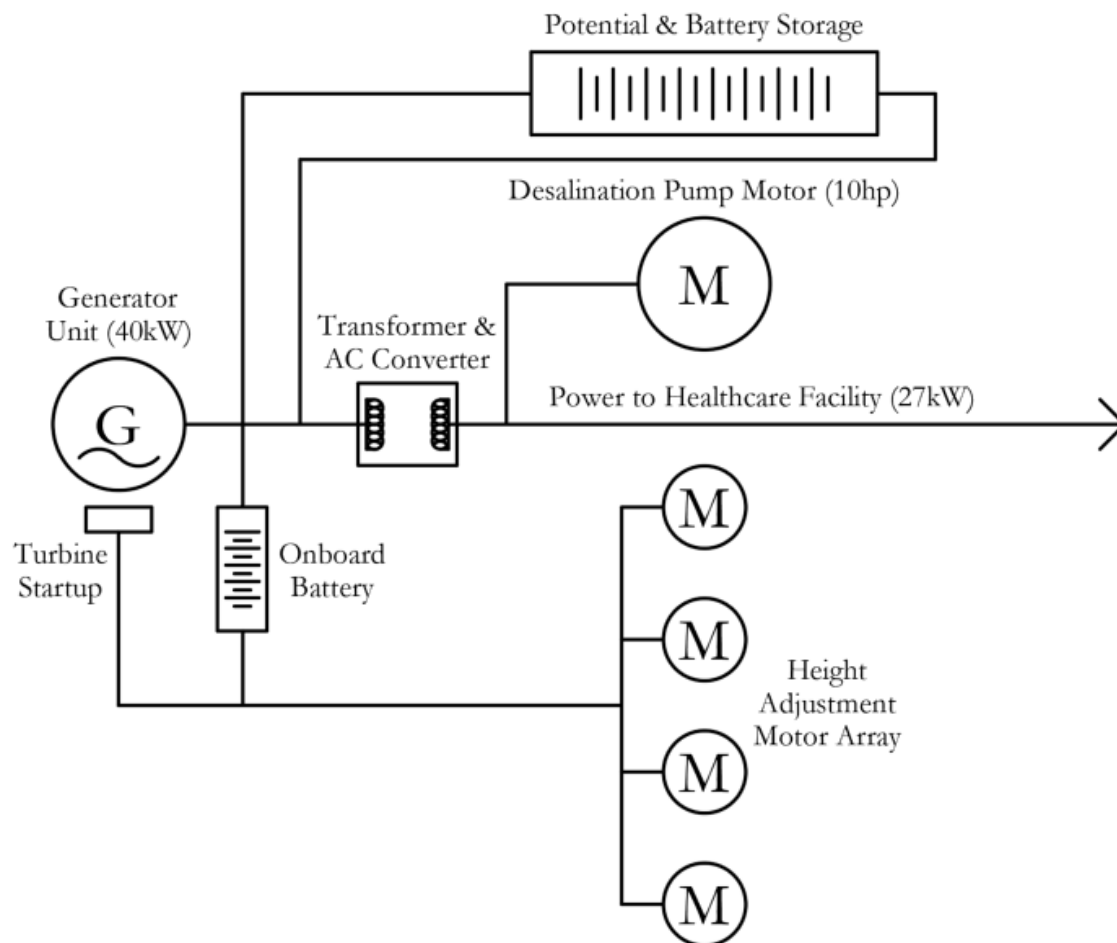 Potential & Battery Storage
Desalination Pump Motor (10hp)
M
Generator
Unit (40kW)
G
Transformer &
AC Converter
Power to Healthcare Facility (27kW)
Turbine
Startup
Onboard
Battery
M
M
M
M
Height
Adjustment
Motor Array